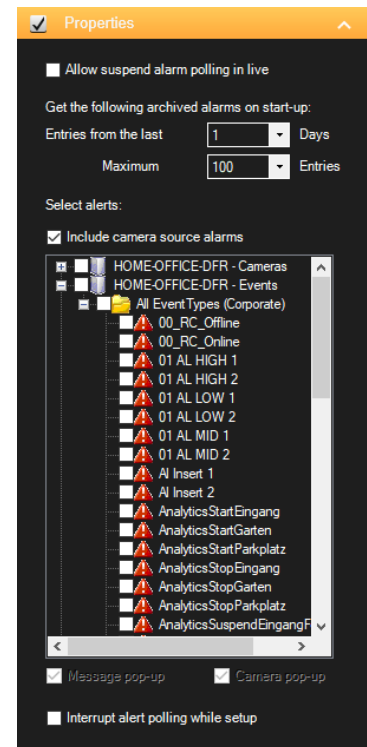 Properties
Allow suspend alarm polling in live
Get the following archived alarms on start-up:
Entries from the last 1 Days
Maximum 100 Entries
Select alerts:
Include camera source alarms
HOME-OFFICE-DFR - Cameras
HOME-OFFICE-DFR - Events
All EventTypes (Corporate)
00_RC_Offline
00_RC_Online
01 AL HIGH 1
01 AL HIGH 2
01 AL LOW 1
01 AL LOW 2
01 AL MID 1
01 AL MID 2
AI Insert 1
AI Insert 2
AnalyticsStartEingang
AnalyticsStartGarten
AnalyticsStartParkplatz
AnalyticsStopEingang
AnalyticsStopGarten
AnalyticsStopParkplatz
AnalyticsSuspendEingangF
Message pop-up Camera pop-up
Interrupt alert polling while setup